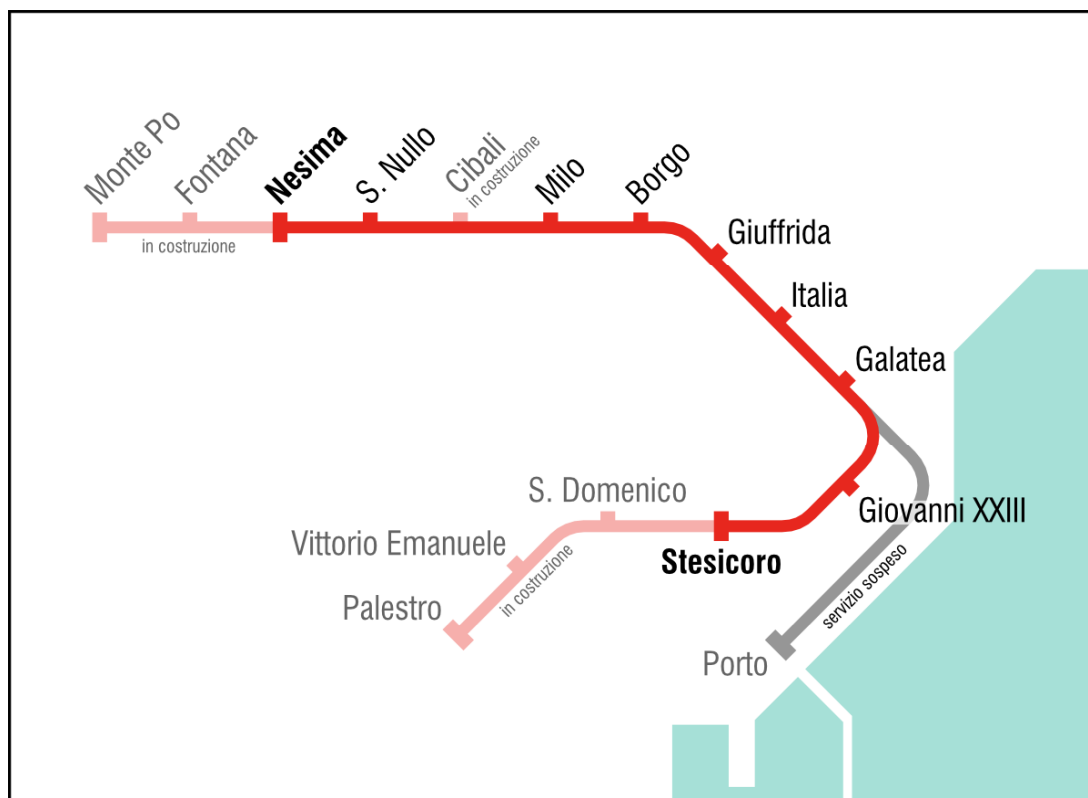 Monte Po
Fontana
Nesima
S. Nullo
Cibali
in costruzione
Milo
Borgo
in costruzione
Giuffrida
Italia
Galatea
Giovanni XXIII
S. Domenico
Vittorio Emanuele
in costruzione
Palestro
Stesicoro
servizio sospeso
Porto